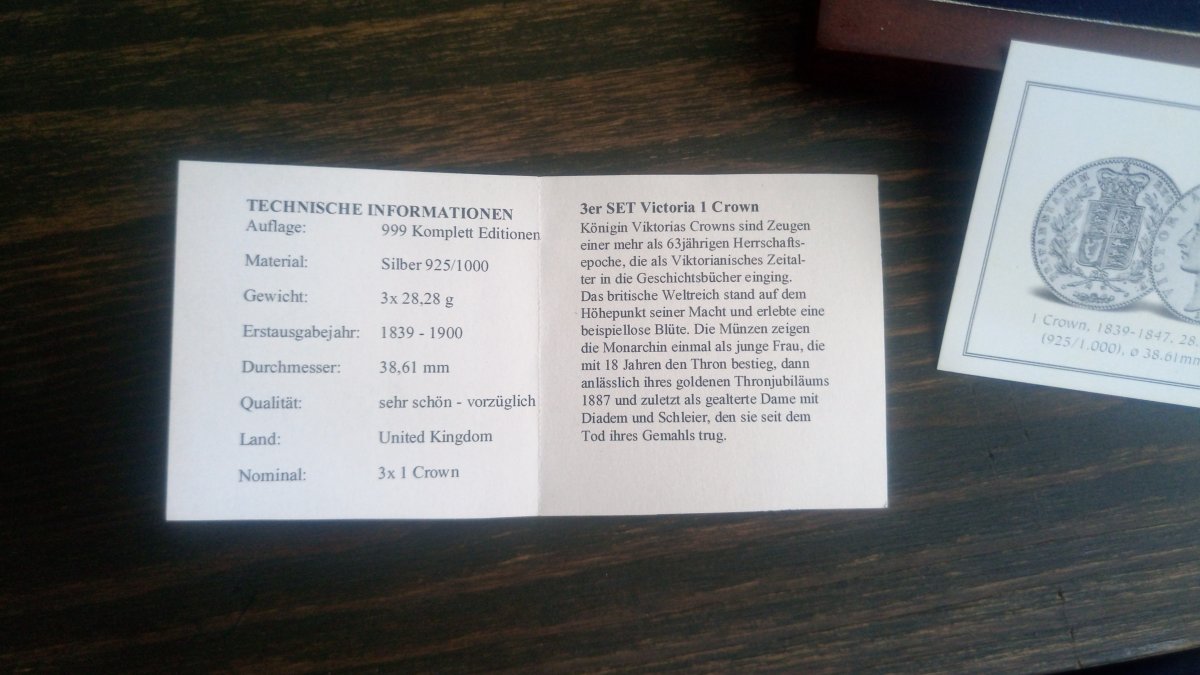 TECHNISCHE INFORMATIONEN
Auflage: 999 Komplett Editionen
Material: Silber 925/1000
Gewicht: 3x 28,28 g
Erstausgabejahr: 1839 - 1900
Durchmesser: 38,61 mm
Qualität: sehr schön - vorzüglich
Land: United Kingdom
Nominal: 3x 1 Crown
3er SET Victoria 1 Crown
Königin Viktorias Crowns sind Zeugen
einer mehr als 63jährigen Herrschafts-
epoche, die als Viktorianisches Zeital-
ter in die Geschichtsbücher einging.
Das britische Weltreich stand auf dem
Höhepunkt seiner Macht und erlebte eine
beispiellose Blüte. Die Münzen zeigen
die Monarchin einmal als junge Frau, die
mit 18 Jahren den Thron bestieg, dann
anlässlich ihres goldenen Thronjubiläums
1887 und zuletzt als gealterte Dame mit
Diadem und Schleier, den sie seit dem
Tod ihres Gemahls trug.
1 Crown, 1839-1847, 28.
(925/1.000), ø 38.61mm